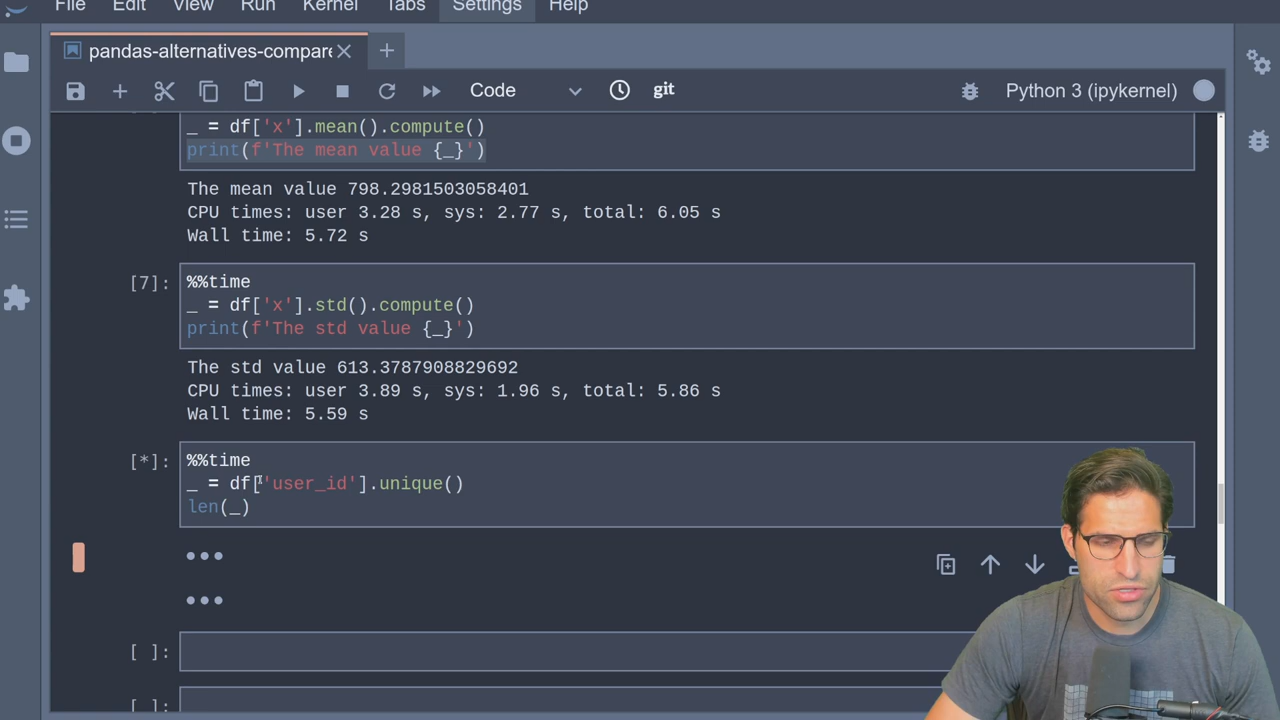 File Edit View Run Kernel Tabs Settings Help
pandas-alternatives-compare
Code git Python 3 (ipykernel)
_ = df['x'].mean().compute()
print(f'The mean value {_}')
The mean value 798.2981503058401
CPU times: user 3.28 s, sys: 2.77 s, total: 6.05 s
Wall time: 5.72 s
[7]:
%%time
_ = df['x'].std().compute()
print(f'The std value {_}')
The std value 613.3787908829692
CPU times: user 3.89 s, sys: 1.96 s, total: 5.86 s
Wall time: 5.59 s
[*]:
%%time
_ = df['user_id'].unique()
len(_)
[ ]:
[ ]: